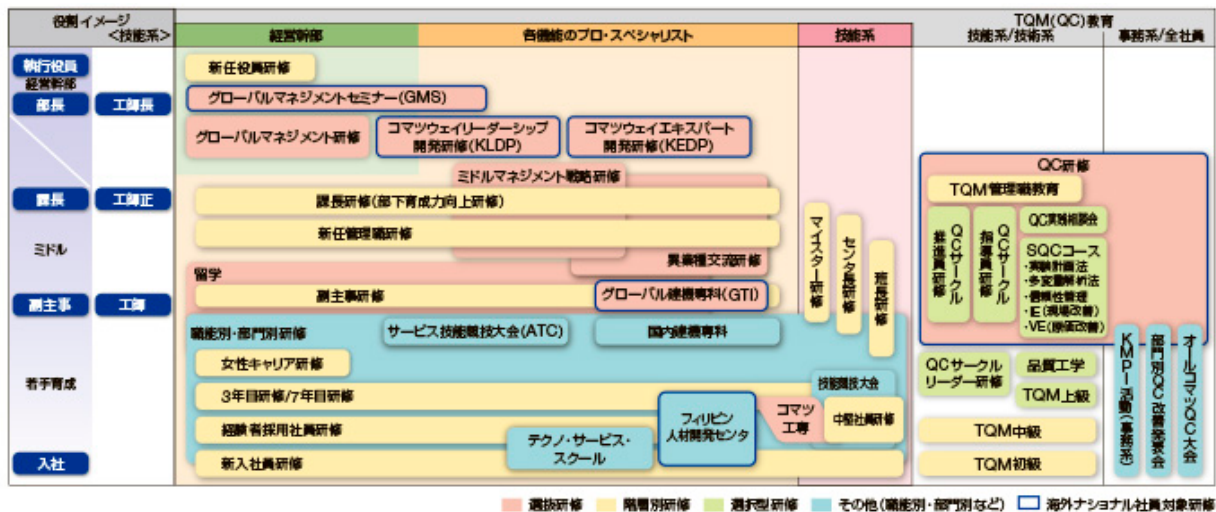 役割イメージ
<技能系>
経営幹部
各機能のプロ・スペシャリスト
技能系
TQM(QC)教育
技能系/技術系
事務系/全社員
執行役員
経営幹部
部長
工師長
課長
工師正
ミドル
副主事
工師
若手育成
入社
新任役員研修
グローバルマネジメントセミナー(GMS)
グローバルマネジメント研修
コマツウェイリーダーシップ
開発研修(KLDP)
コマツウェイエキスパート
開発研修(KEDP)
ミドルマネジメント戦略研修
課長研修(部下育成力向上研修)
新任管理職研修
異業種交流研修
留学
副主事研修
グローバル建機専科(GTI)
職能別・部門別研修
サービス技能競技大会(ATC)
国内建機専科
女性キャリア研修
3年目研修/7年目研修
経験者採用社員研修
新入社員研修
テクノ・サービス・
スクール
フィリピン
人材開発センタ
コマツ
工専
技能競技大会
中堅社員研修
マイスター研修
センタ長研修
班長研修
QC研修
TQM管理職教育
QCサークル
推進員研修
QCサークル
指導員研修
QC実践相談会
SQCコース
・実験計画法
・多変量解析法
・信頼性管理
・IE(現場改善)
・VE(原価改善)
QCサークル
リーダー研修
品質工学
TQM上級
TQM中級
TQM初級
KMPI活動(事務系)
部門別QC改善発表会
オールコマツQC大会
選抜研修
階層別研修
選択型研修
その他(職能別・部門別など)
海外ナショナル社員対象研修